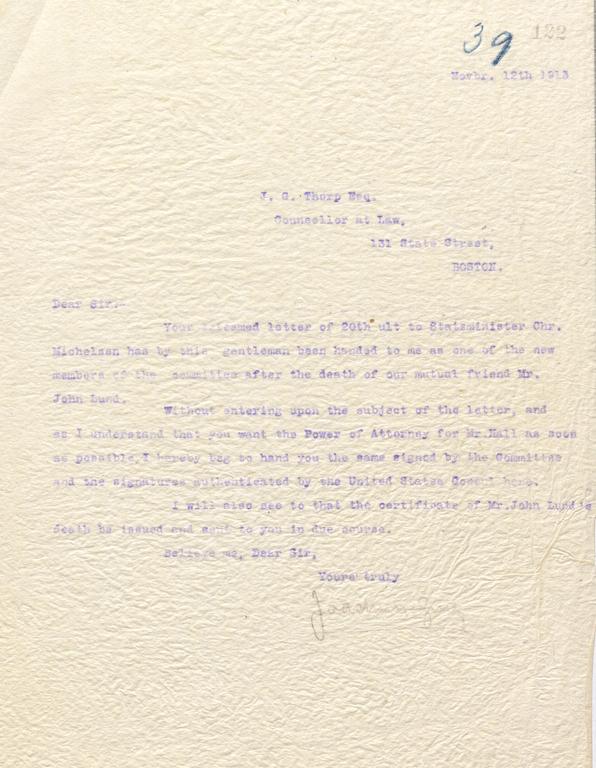 39 122
Novbr. 12th 1913
J. G. Thorp Esq.
Counsellor at Law,
131 State Street,
BOSTON.
Dear Sir.-
Your esteemed letter of 20th ult to Statsminister Chr.
Michelsen has by this gentleman been handed to me as one of the new
members of the committee after the death of our mutual friend Mr.
John Lund.
Without entering upon the subject of the letter, and
as I understand that you want the Power of Attorney for Mr.Hall as soon
as possible,I hereby beg to hand you the same signed by the Committee
and the signatures authenticated by the United States Consul here.
I will also see to that the certificate of Mr.John Lund's
death be issued and sent to you in due course.
Believe me, Dear Sir,
Yours truly